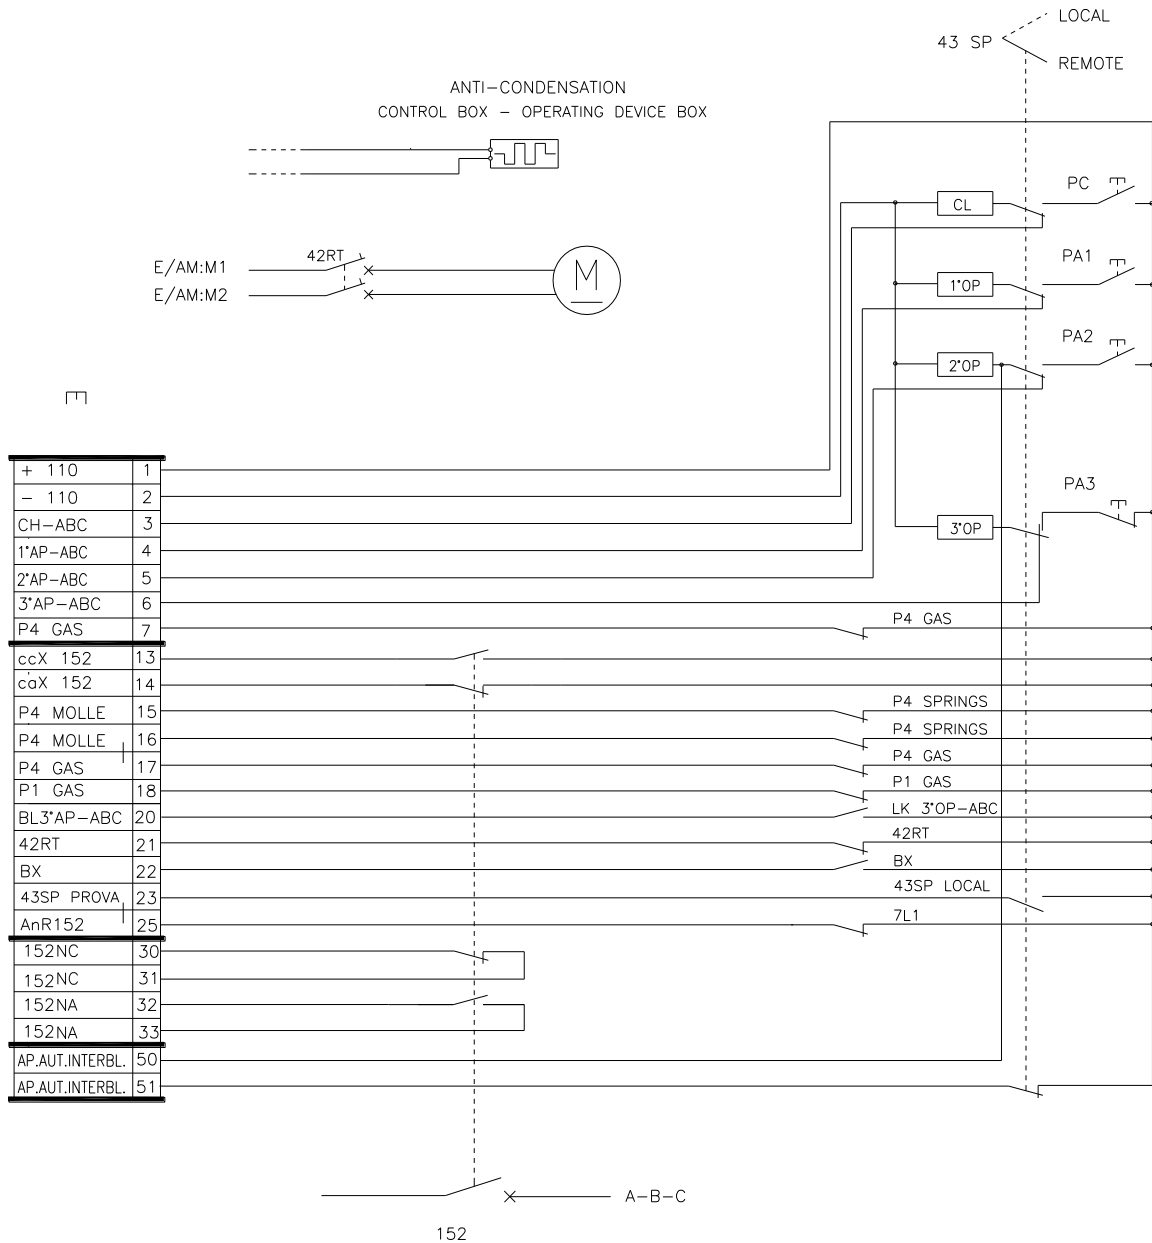 LOCAL
43 SP
REMOTE
ANTI-CONDENSATION
CONTROL BOX - OPERATING DEVICE BOX
PC
CL
E/AM:M1
42RT
M
E/AM:M2
PA1
1°OP
PA2
2°OP
PA3
3°OP
+ 110 1
- 110 2
CH-ABC 3
1°AP-ABC 4
2°AP-ABC 5
3°AP-ABC 6
P4 GAS 7 P4 GAS
ccX 152 13
caX 152 14
P4 MOLLE 15 P4 SPRINGS
P4 MOLLE 16 P4 SPRINGS
P4 GAS 17 P4 GAS
P1 GAS 18 P1 GAS
BL3°AP-ABC 20 LK 3°OP-ABC
42RT 21 42RT
BX 22 BX
43SP PROVA 23 43SP LOCAL
AnR152 25 7L1
152NC 30
152NC 31
152NA 32
152NA 33
AP.AUT.INTERBL. 50
AP.AUT.INTERBL. 51
A-B-C
152